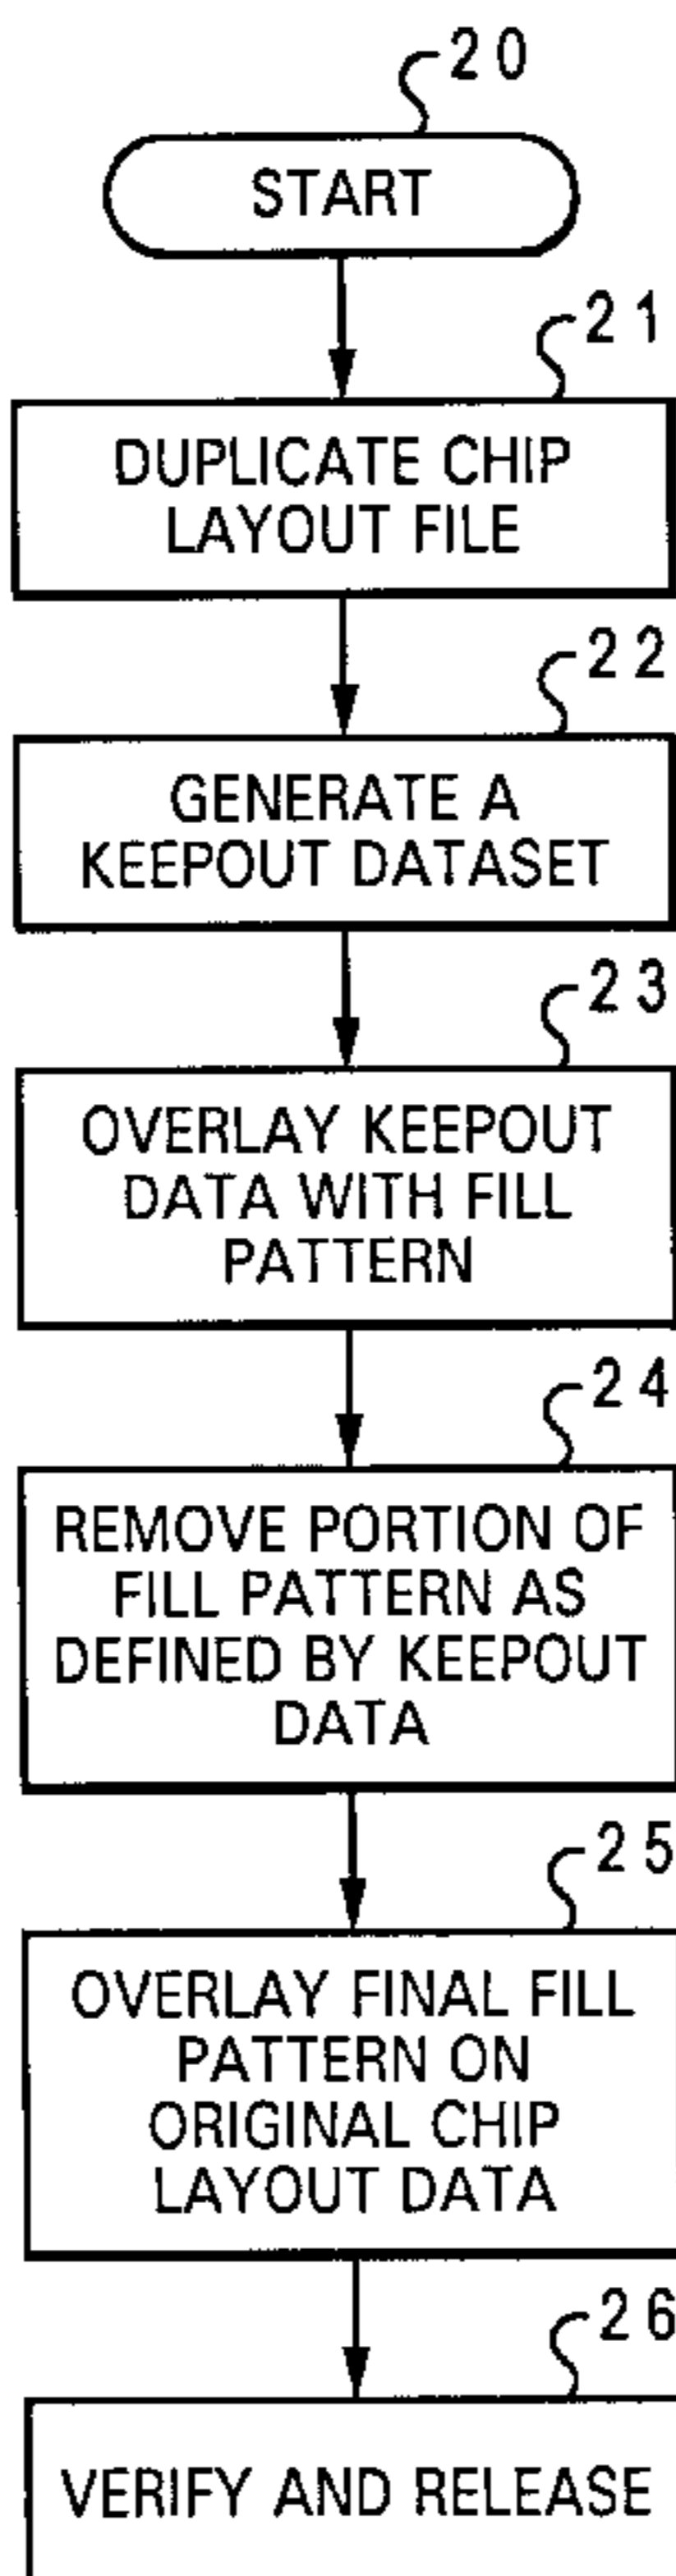 20
START
21
DUPLICATE CHIP
LAYOUT FILE
22
GENERATE A
KEEPOUT DATASET
23
OVERLAY KEEPOUT
DATA WITH FILL
PATTERN
24
REMOVE PORTION OF
FILL PATTERN AS
DEFINED BY KEEPOUT
DATA
25
OVERLAY FINAL FILL
PATTERN ON
ORIGINAL CHIP
LAYOUT DATA
26
VERIFY AND RELEASE